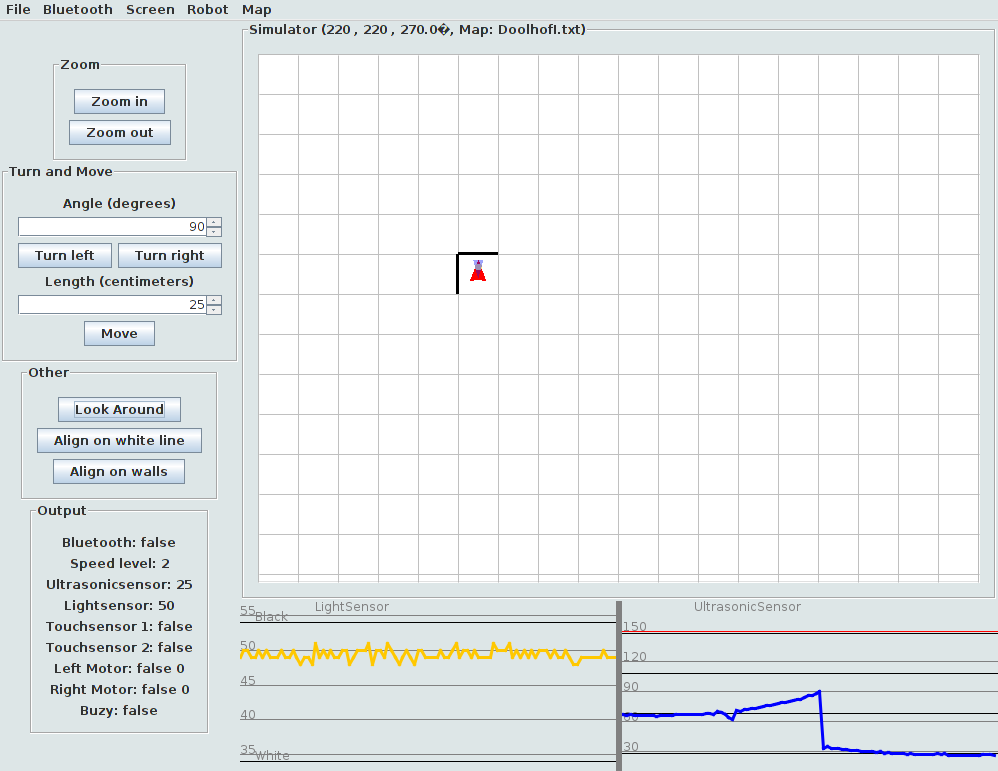 File Bluetooth Screen Robot Map
Simulator (220 , 220 , 270.0�, Map: Doolhofl.txt)
Zoom
Zoom in
Zoom out
Turn and Move
Angle (degrees)
90
Turn left Turn right
Length (centimeters)
25
Move
Other
Look Around
Align on white line
Align on walls
Output
Bluetooth: false
Speed level: 2
Ultrasonicsensor: 25
Lightsensor: 50
Touchsensor 1: false
Touchsensor 2: false
Left Motor: false 0
Right Motor: false 0
Buzy: false
LightSensor
55
Black
50
45
40
35
White
UltrasonicSensor
150
120
90
60
30